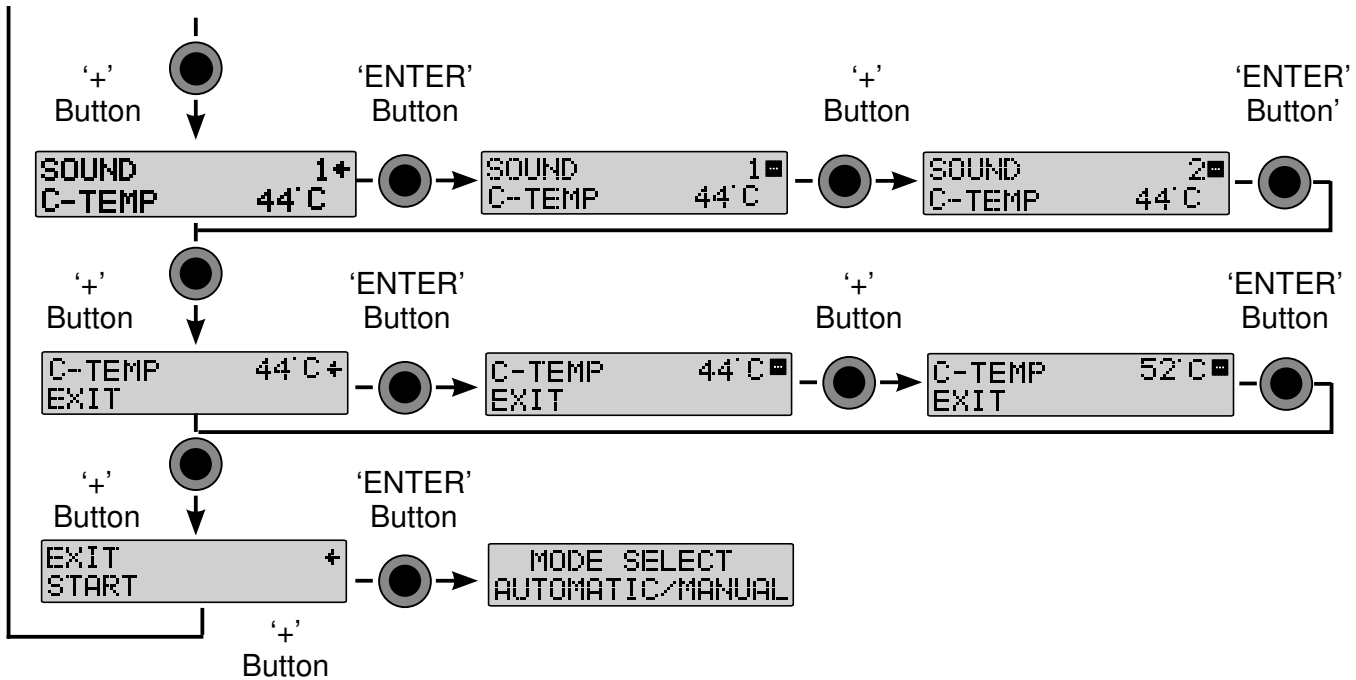 ‘+’
Button
‘ENTER’
Button
‘+’
Button
‘ENTER’
Button’
SOUND 1←
C-TEMP 44°C
SOUND 1
C-TEMP 44°C
SOUND 2
C-TEMP 44°C
‘+’
Button
‘ENTER’
Button
‘+’
Button
‘ENTER’
Button
C-TEMP 44°C←
EXIT
C-TEMP 44°C
EXIT
C-TEMP 52°C
EXIT
‘+’
Button
‘ENTER’
Button
EXIT ←
START
MODE SELECT
AUTOMATIC/MANUAL
‘+’
Button